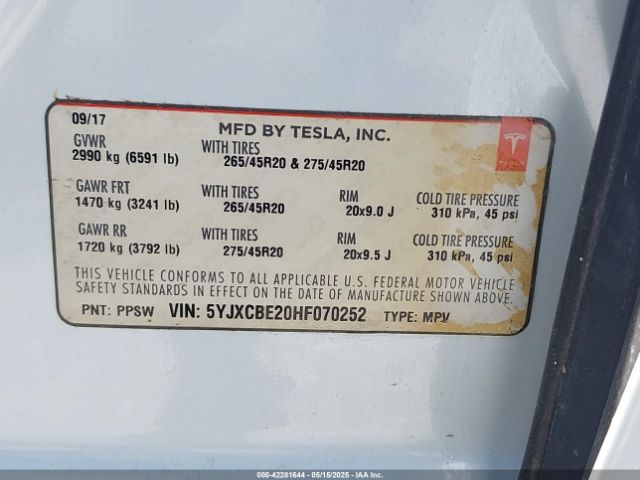 09/17
MFD BY TESLA, INC.
GVWR
2990 kg (6591 lb)
WITH TIRES
265/45R20 & 275/45R20
TESLA
GAWR FRT
1470 kg (3241 lb)
WITH TIRES
265/45R20
RIM
20x9.0 J
COLD TIRE PRESSURE
310 kPa, 45 psi
GAWR RR
1720 kg (3792 lb)
WITH TIRES
275/45R20
RIM
20x9.5 J
COLD TIRE PRESSURE
310 kPa, 45 psi
THIS VEHICLE CONFORMS TO ALL APPLICABLE U.S. FEDERAL MOTOR VEHICLE
SAFETY STANDARDS IN EFFECT ON THE DATE OF MANUFACTURE SHOWN ABOVE.
PNT: PPSW VIN: 5YJXCBE20HF070252 TYPE: MPV
000-42281644 - 05/15/2025 - IAAI Inc.